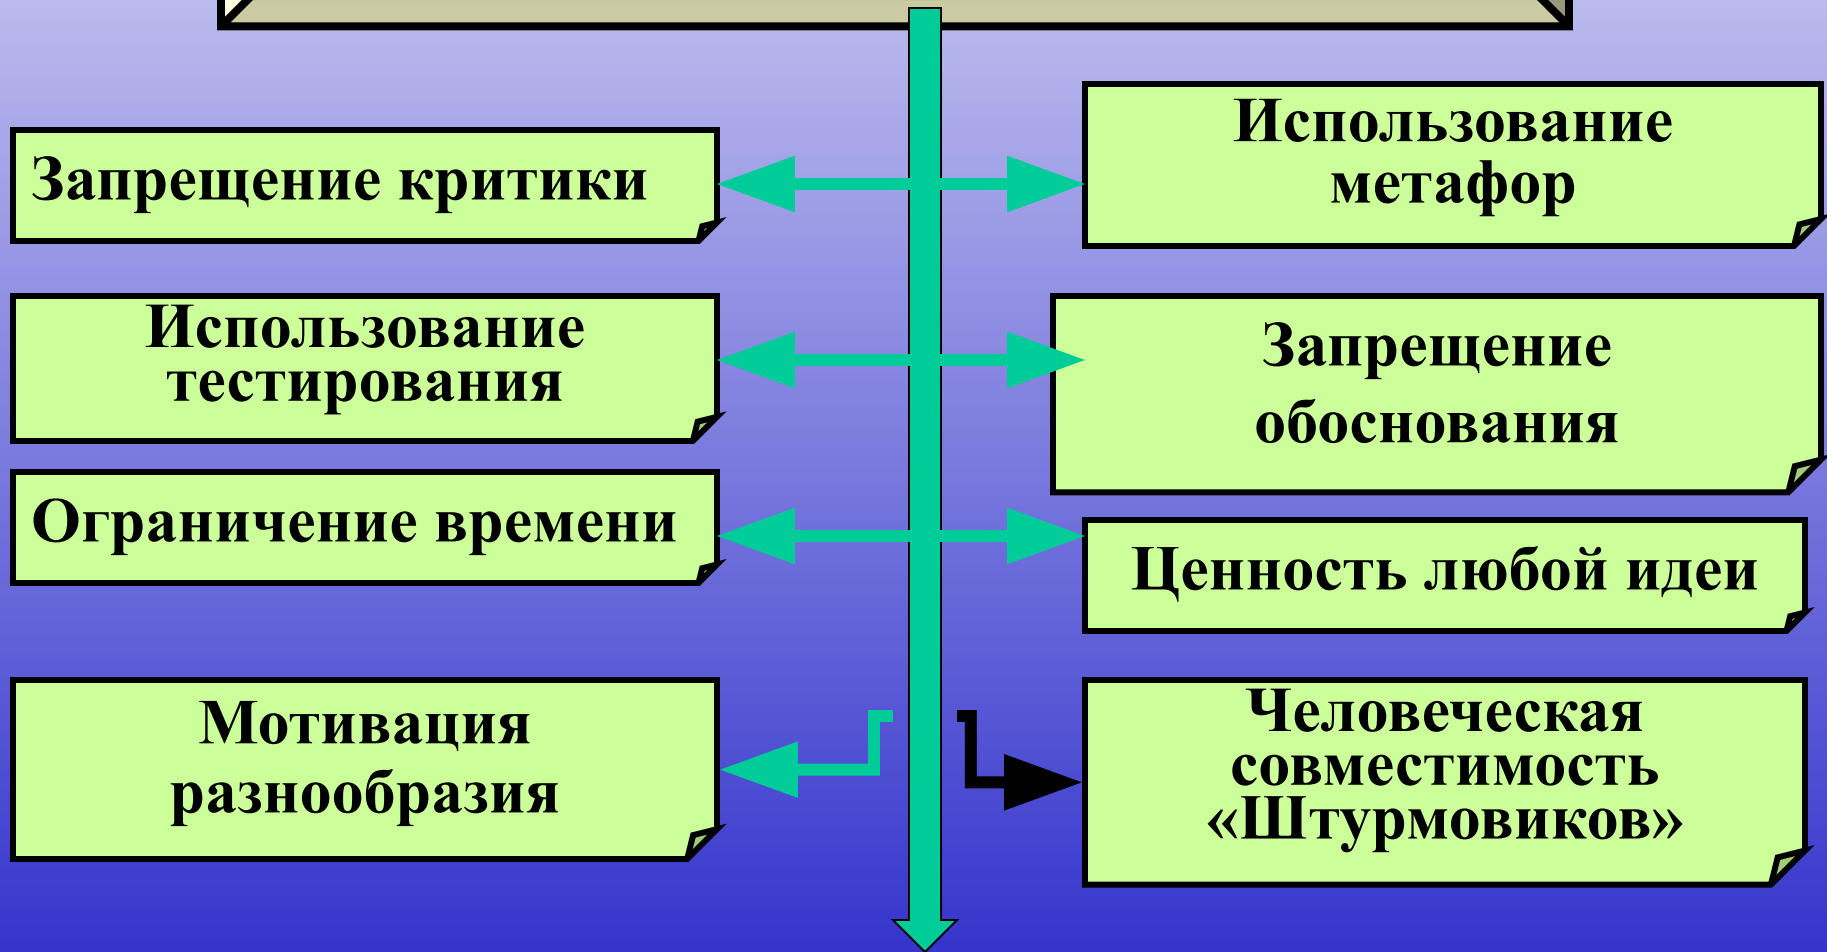 Запрещение критики
Использование
метафор
Использование
тестирования
Запрещение
обоснования
Ограничение времени
Ценность любой идеи
Мотивация
разнообразия
Человеческая
совместимость
«Штурмовиков»